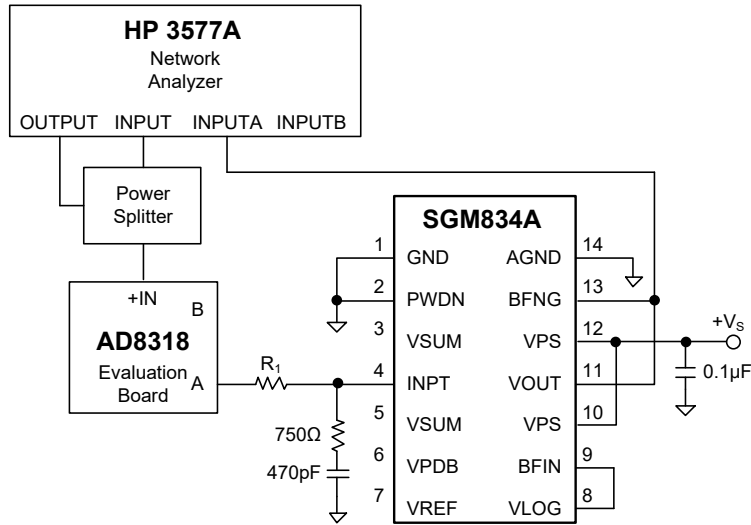 HP 3577A
Network
Analyzer
OUTPUT INPUT INPUTA INPUTB
Power
Splitter
+IN
B
AD8318
Evaluation
Board
A
R1
750Ω
470pF
SGM834A
1 GND AGND 14
2 PWDN BFNG 13
3 VSUM VPS 12
4 INPT VOUT 11
5 VSUM VPS 10
6 VPDB BFIN 9
7 VREF VLOG 8
+VS
0.1µF